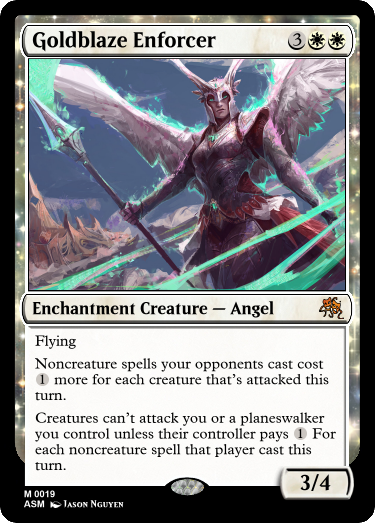 Goldblaze Enforcer 3
Enchantment Creature — Angel
Flying
Noncreature spells your opponents cast cost
1 more for each creature that's attacked this
turn.
Creatures can't attack you or a planeswalker
you control unless their controller pays 1 For
each noncreature spell that player cast this
turn.
3/4
M 0019
ASM Jason Nguyen